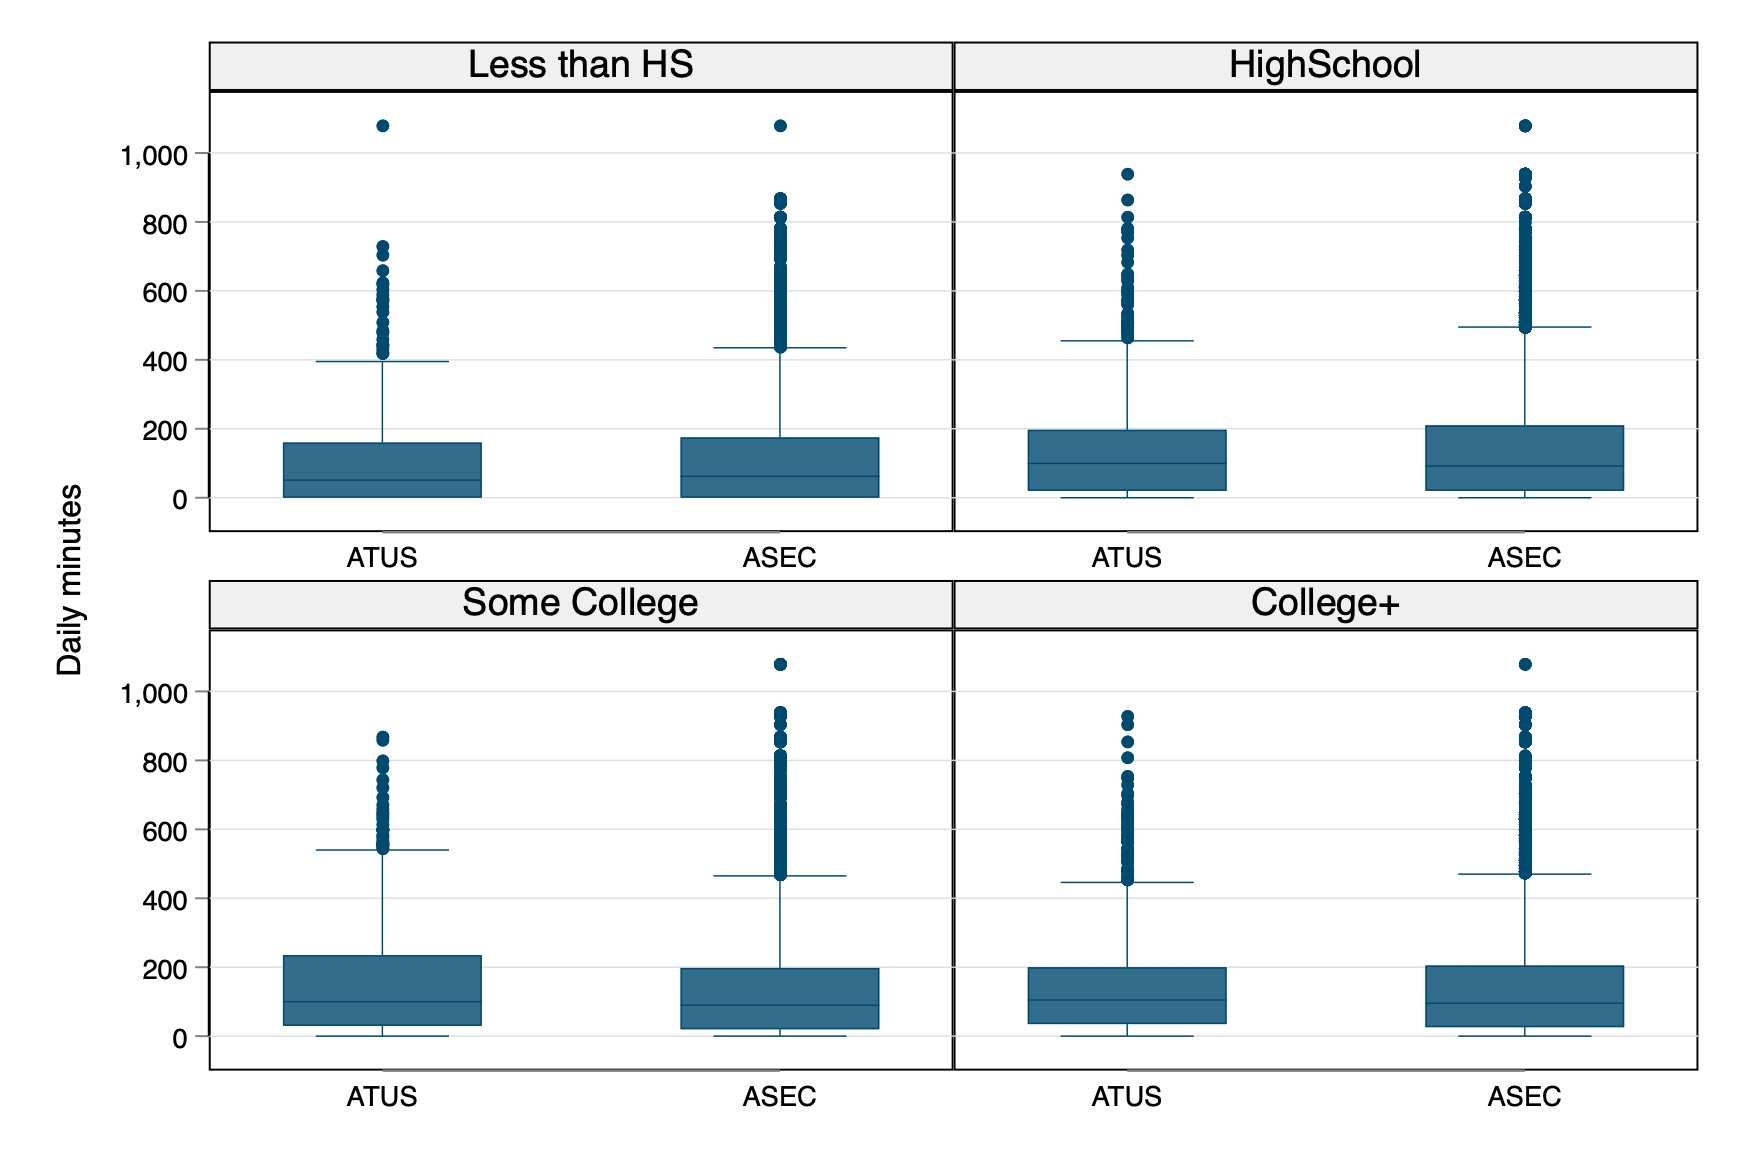 Less than HS
HighSchool
1,000
800
600
400
200
0
ATUS
ASEC
ATUS
ASEC
Daily minutes
Some College
College+
1,000
800
600
400
200
0
ATUS
ASEC
ATUS
ASEC